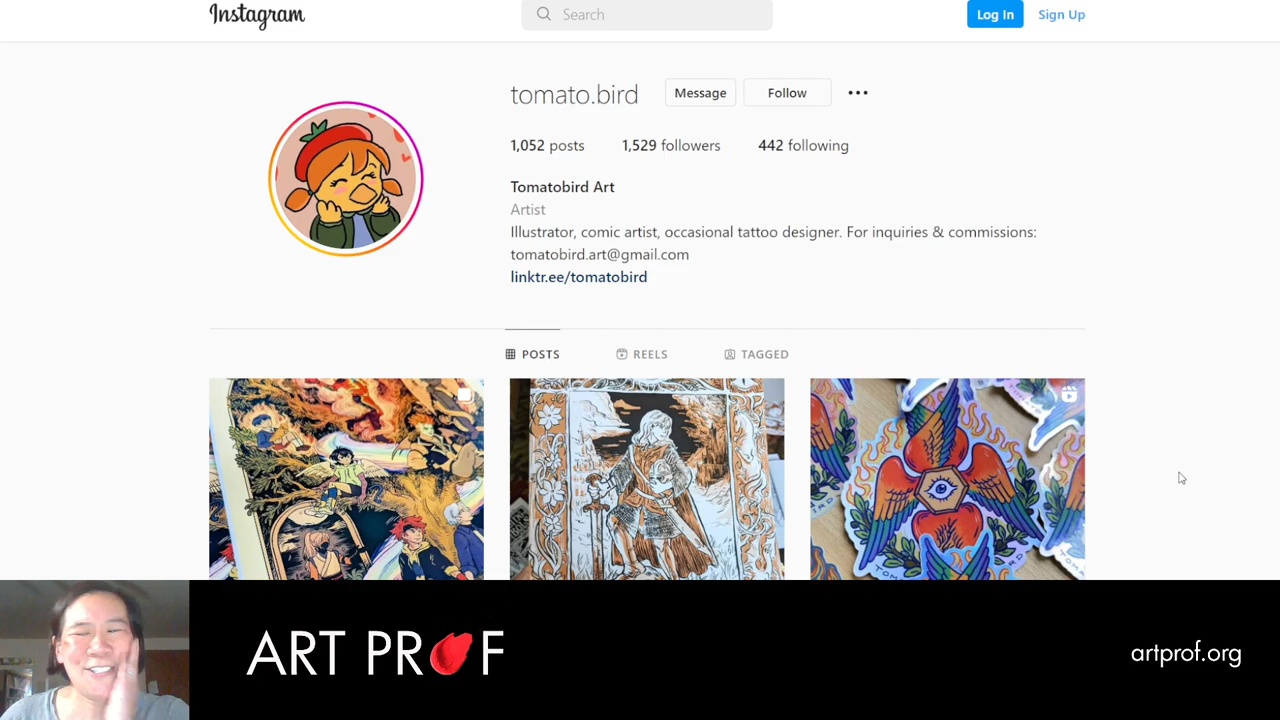 Instagram
Search
Log In
Sign Up
tomato.bird
Message
Follow
1,052 posts
1,529 followers
442 following
Tomatobird Art
Artist
Illustrator, comic artist, occasional tattoo designer. For inquiries & commissions:
tomatobird.art@gmail.com
linktr.ee/tomatobird
POSTS
REELS
TAGGED
ART PROF
artprof.org